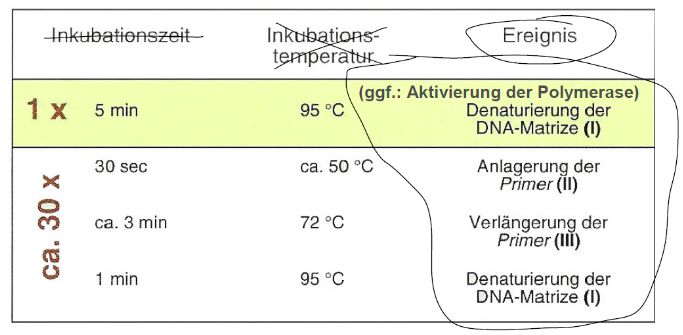 Inkubationszeit
Inkubations-
temperatur
Ereignis
1 x
5 min
95 °C
(ggf.: Aktivierung der Polymerase)
Denaturierung der
DNA-Matrize (I)
ca. 30 x
30 sec
ca. 50 °C
Anlagerung der
Primer (II)
ca. 3 min
72 °C
Verlängerung der
Primer (III)
1 min
95 °C
Denaturierung der
DNA-Matrize (I)